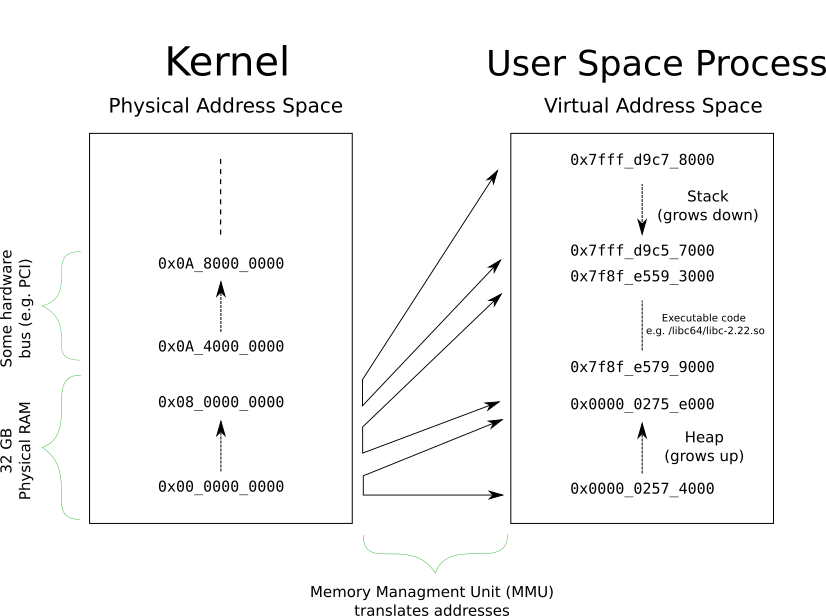 Kernel
Physical Address Space
0x0A_8000_0000
0x0A_4000_0000
0x08_0000_0000
0x00_0000_0000
Some hardware
bus (e.g. PCI)
32 GB
Physical RAM
User Space Process
Virtual Address Space
0x7fff_d9c7_8000
Stack
(grows down)
0x7fff_d9c5_7000
0x7f8f_e559_3000
Executable code
e.g. /libc64/libc-2.22.so
0x7f8f_e579_9000
0x0000_0275_e000
Heap
(grows up)
0x0000_0257_4000
Memory Managment Unit (MMU)
translates addresses